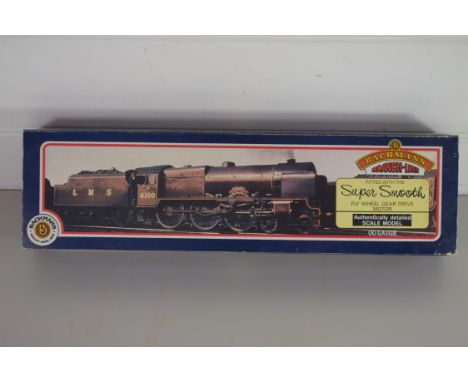 L M S
6100
BACHMANN
BRANCH-LINE
FITTED WITH THE
Super Smooth
FLY WHEEL GEAR DRIVE
MOTOR
Authentically detailed
SCALE MODEL
OO GAUGE
BACHMANN
B